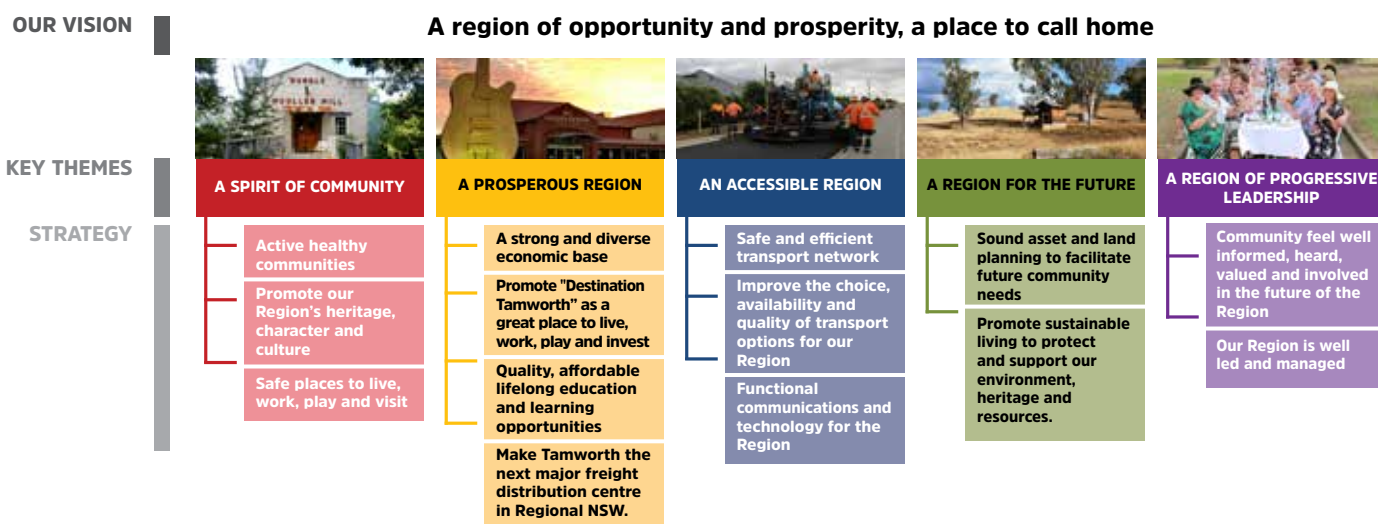 OUR VISION
A region of opportunity and prosperity, a place to call home
KEY THEMES
A SPIRIT OF COMMUNITY
A PROSPEROUS REGION
AN ACCESSIBLE REGION
A REGION FOR THE FUTURE
A REGION OF PROGRESSIVE
LEADERSHIP
STRATEGY
Active healthy
communities
Promote our
Region's heritage,
character and
culture
Safe places to live,
work, play and visit
A strong and diverse
economic base
Promote "Destination
Tamworth” as a
great place to live,
work, play and invest
Quality, affordable
lifelong education
and learning
opportunities
Make Tamworth the
next major freight
distribution centre
in Regional NSW.
Safe and efficient
transport network
Improve the choice,
availability and
quality of transport
options for our
Region
Functional
communications and
technology for the
Region
Sound asset and land
planning to facilitate
future community
needs
Promote sustainable
living to protect
and support our
environment,
heritage and
resources.
Community feel well
informed, heard,
valued and involved
in the future of the
Region
Our Region is well
led and managed